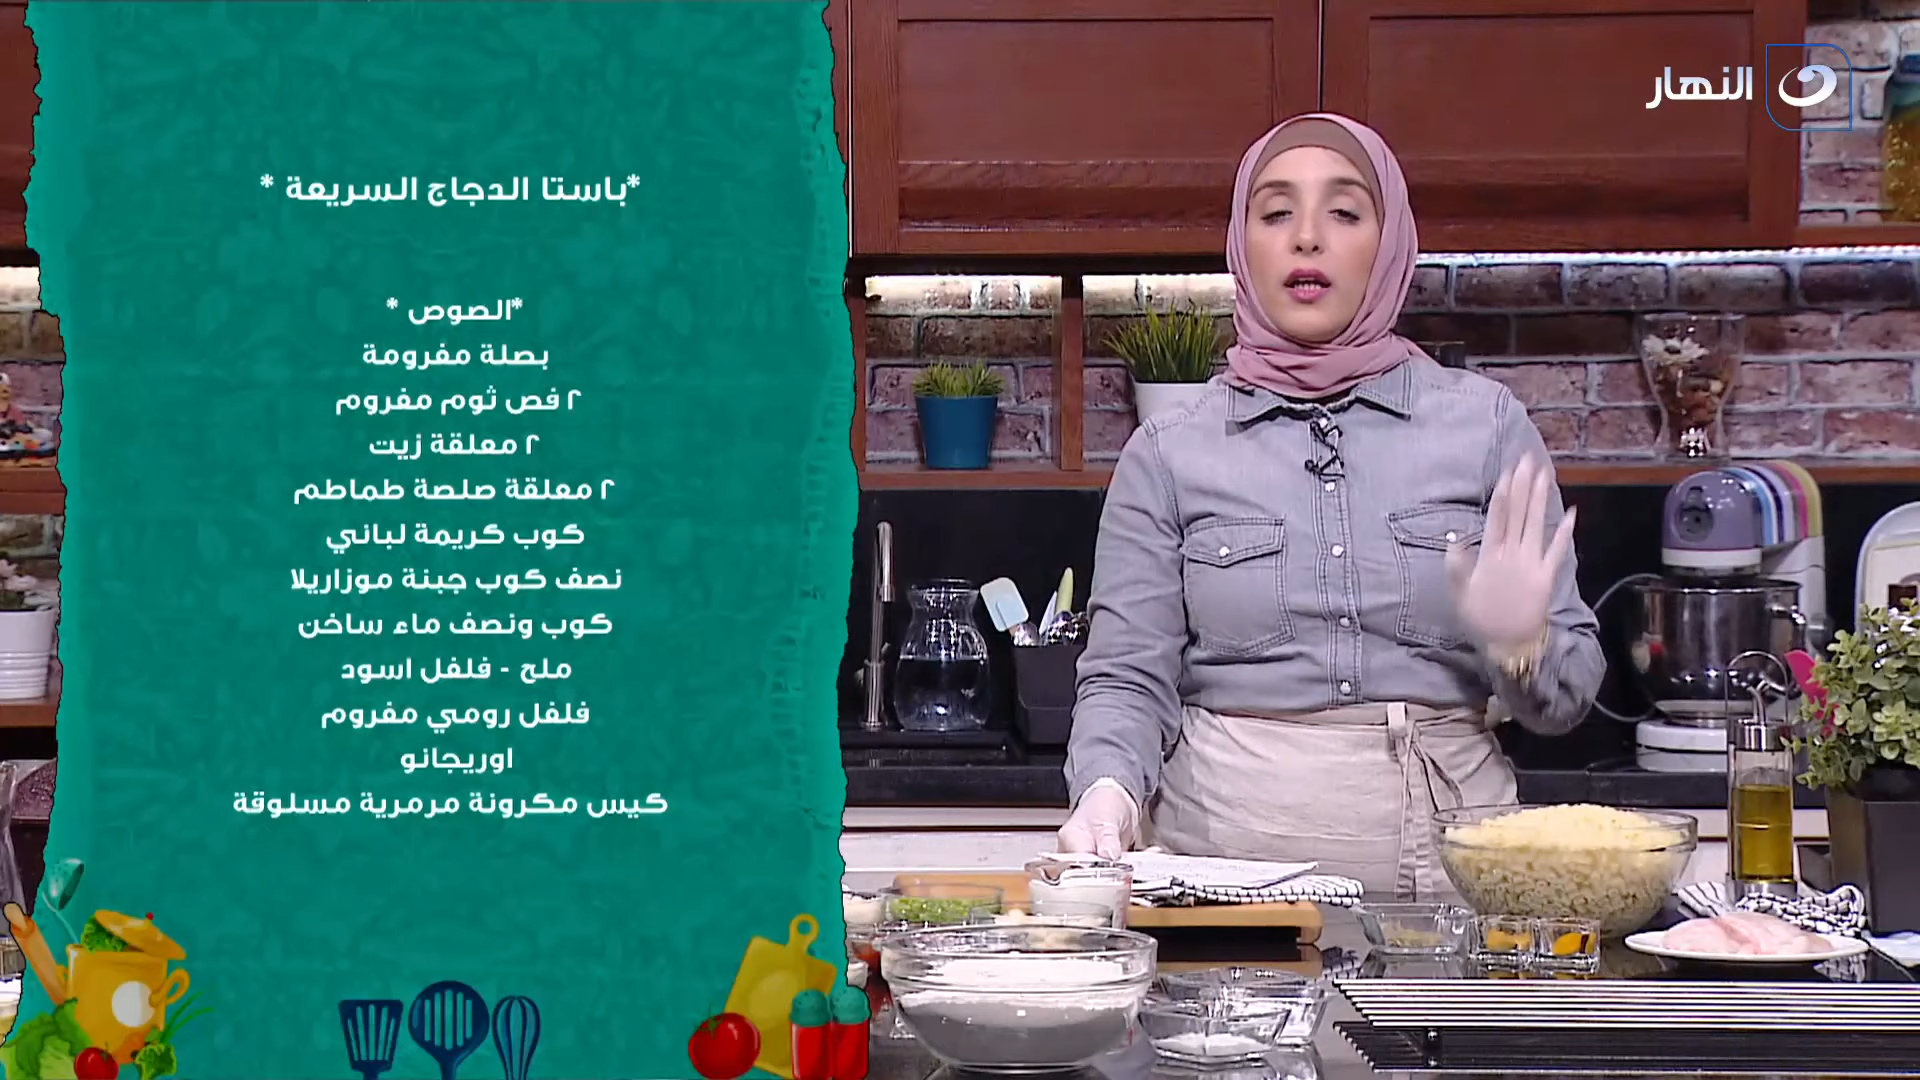 النهار
*باستا الدجاج السريعة *
*الصوص *
بصلة مفرومة
٢ فص ثوم مفروم
٢ معلقة زيت
٢ معلقة صلصة طماطم
كوب كريمة لباني
نصف كوب جبنة موزاريلا
كوب ونصف ماء ساخن
ملح - فلفل اسود
فلفل رومي مفروم
اوريجانو
كيس مكرونة مرمرية مسلوقة